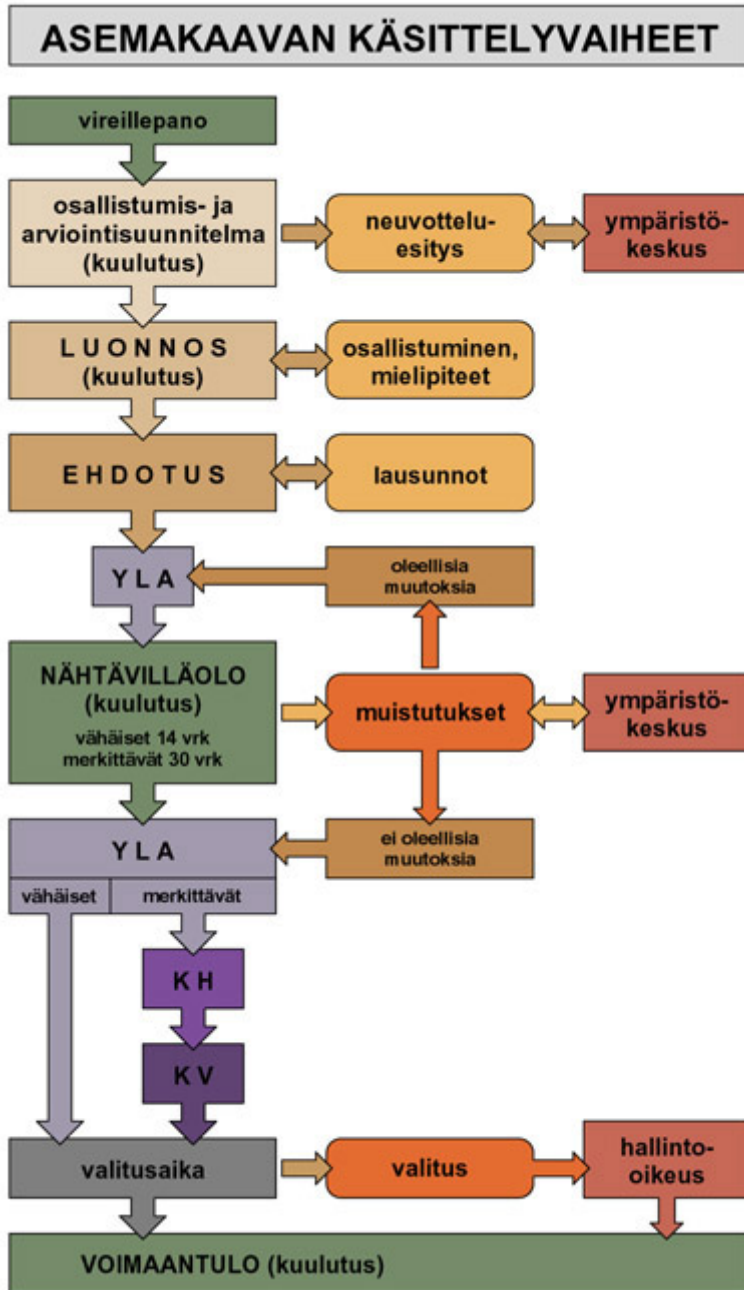 ASEMAKAAVAN KÄSITTELYVAIHEET
vireillepano
osallistumis- ja
arviointisuunnitelma
(kuulutus)
neuvottelu-
esitys
ympäristö-
keskus
L U O N N O S
(kuulutus)
osallistuminen,
mielipiteet
E H D O T U S
lausunnot
Y L A
oleellisia
muutoksia
NÄHTÄVILLÄOLO
(kuulutus)
vähäiset 14 vrk
merkittävät 30 vrk
muistutukset
ympäristö-
keskus
Y L A
ei oleellisia
muutoksia
vähäiset
merkittävät
K H
K V
valitusaika
valitus
hallinto-
oikeus
VOIMAANTULO (kuulutus)